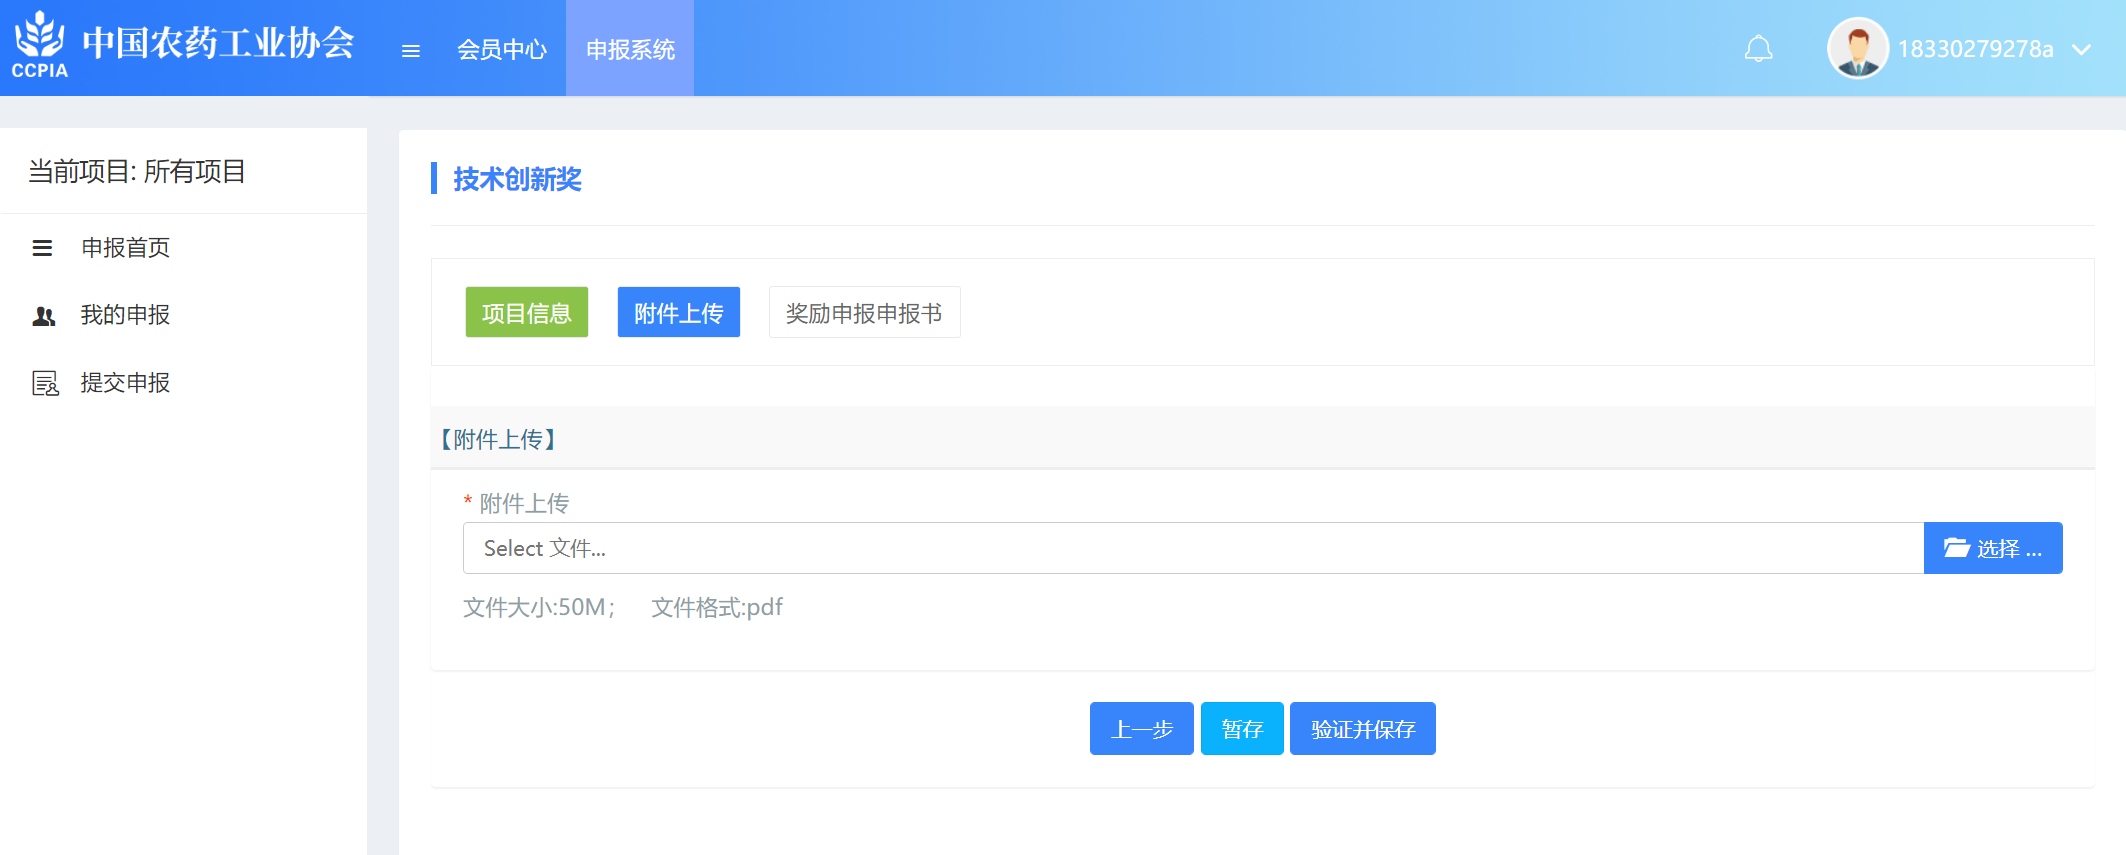 CCPIA
中国农药工业协会
会员中心
申报系统
18330279278a
当前项目: 所有项目
申报首页
我的申报
提交申报
技术创新奖
项目信息
附件上传
奖励申报申报书
【附件上传】
* 附件上传
Select 文件...
选择 ...
文件大小:50M； 文件格式:pdf
上一步
暂存
验证并保存